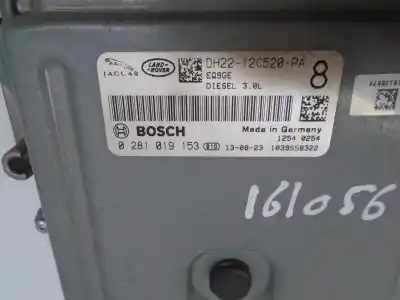 JAGUAR
LAND-ROVER
DH22-12C520-PA
EQ9GE
DIESEL 3.0L
8
BOSCH
Made in Germany
1254 0254
0 281 019 153 910 13-08-23 1039S58322
161056